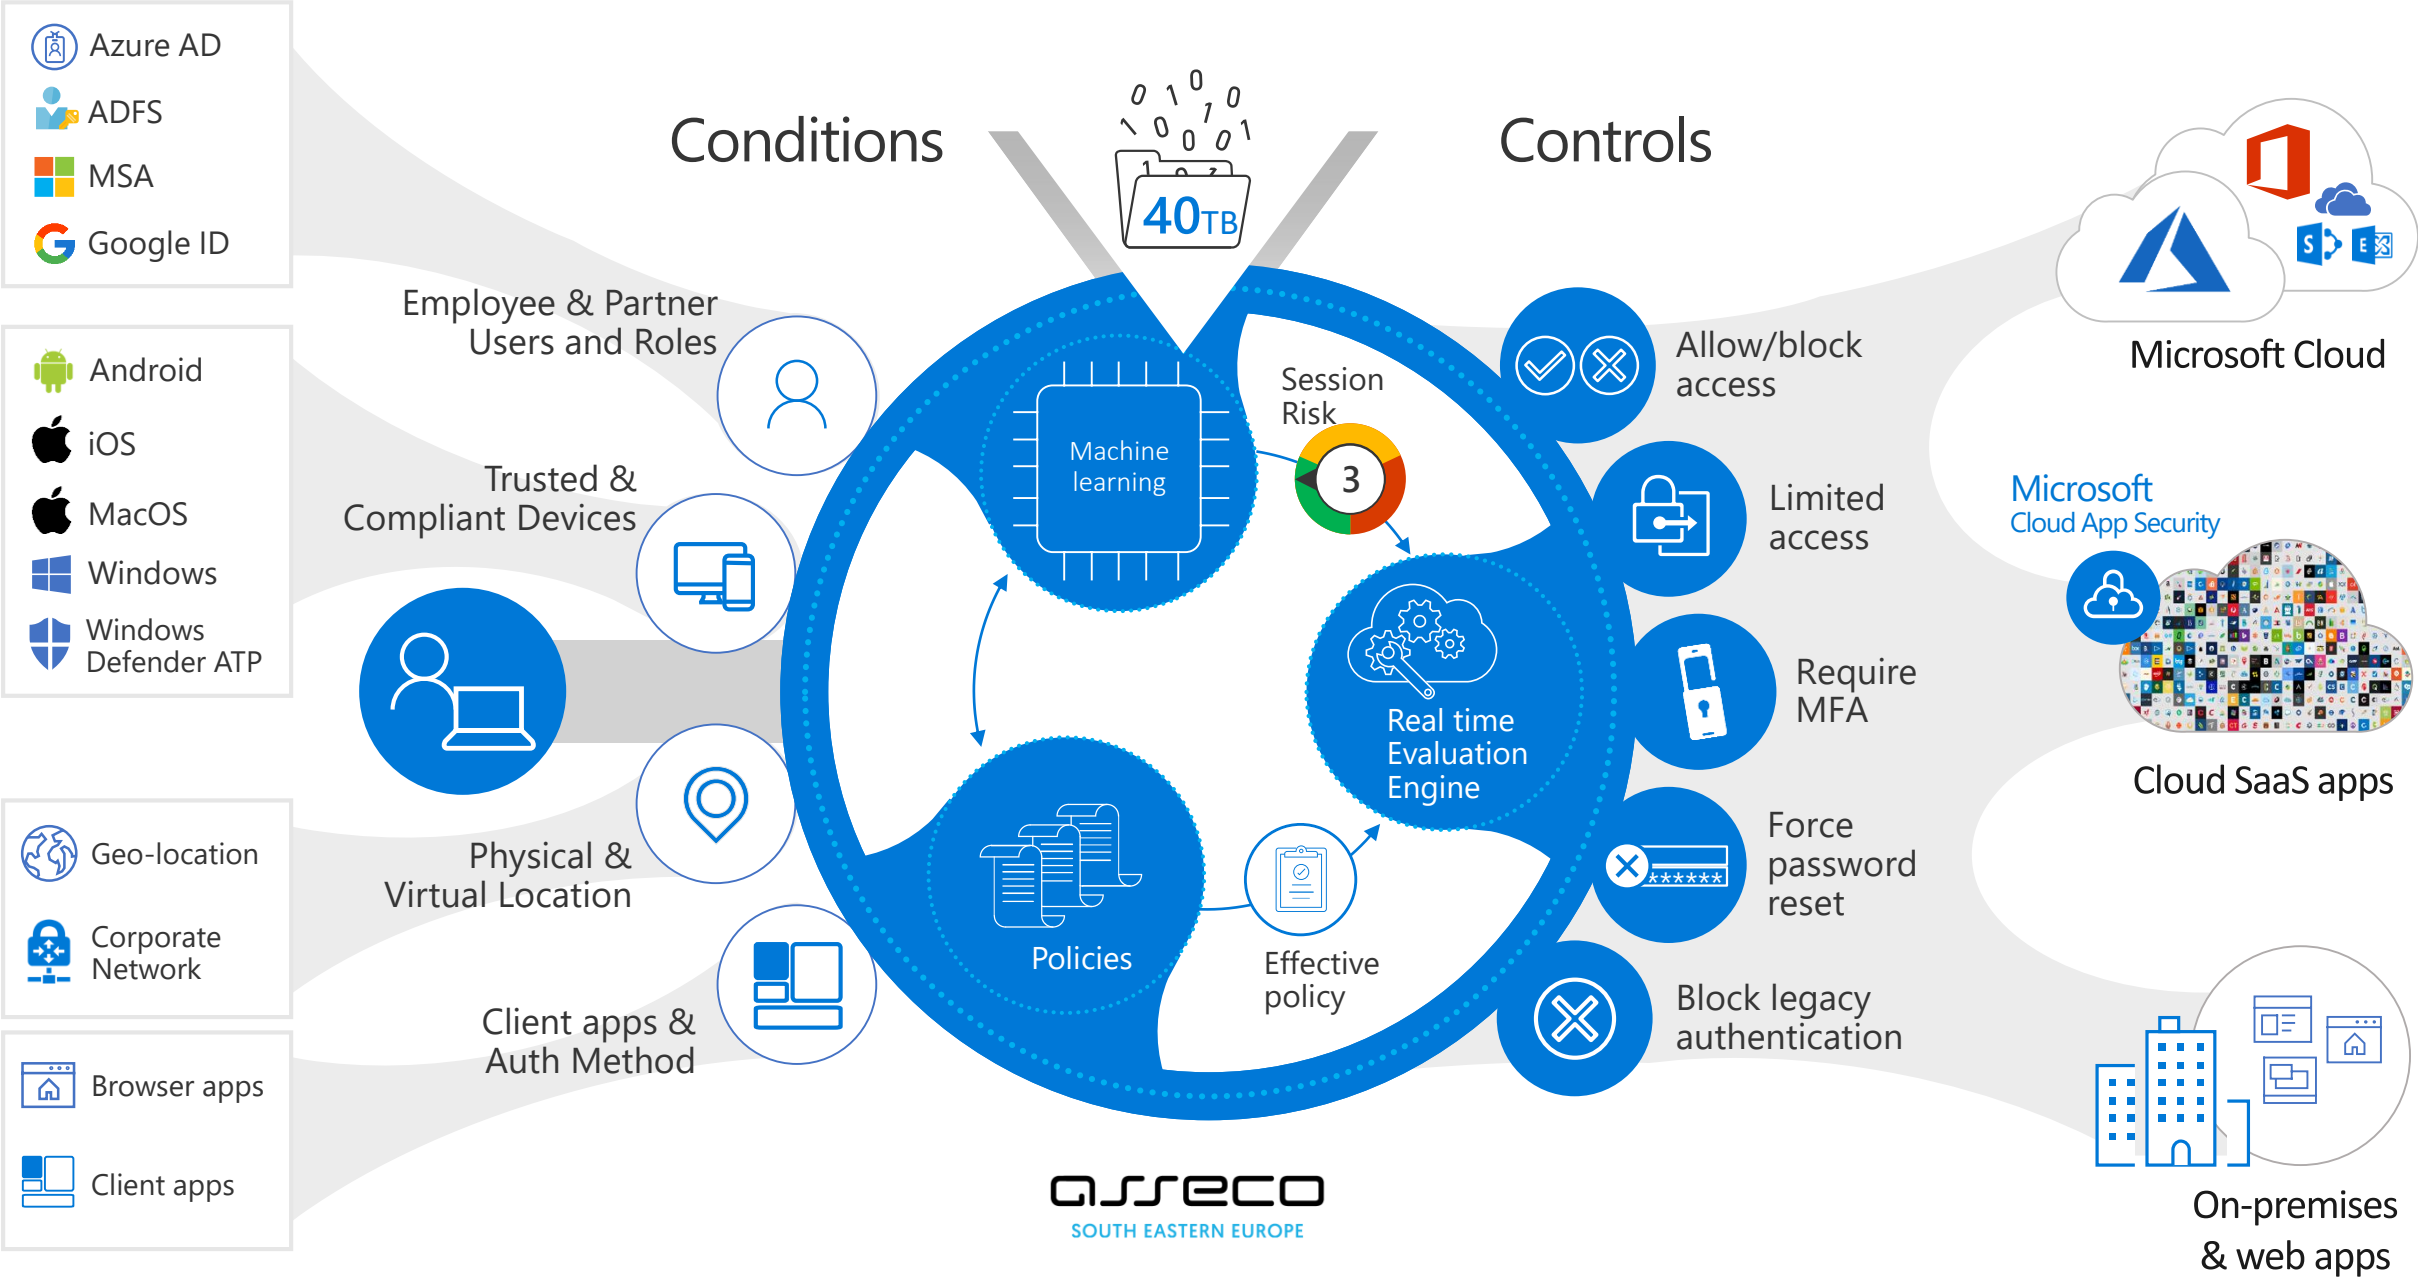 Azure AD
ADFS
MSA
Google ID
Android
iOS
MacOS
Windows
Windows
Defender ATP
Geo-location
Corporate
Network
Browser apps
Client apps
Conditions
Employee & Partner
Users and Roles
Trusted &
Compliant Devices
Physical &
Virtual Location
Client apps &
Auth Method
0 1 0 1 0
1 0 0 1 0 1
40TB
Machine
learning
Session
Risk
3
Real time
Evaluation
Engine
Policies
Effective
policy
Controls
Allow/block
access
Limited
access
Require
MFA
******
Force
password
reset
Block legacy
authentication
S
E
Microsoft Cloud
Microsoft
Cloud App Security
Cloud SaaS apps
On-premises
& web apps
asseco
SOUTH EASTERN EUROPE